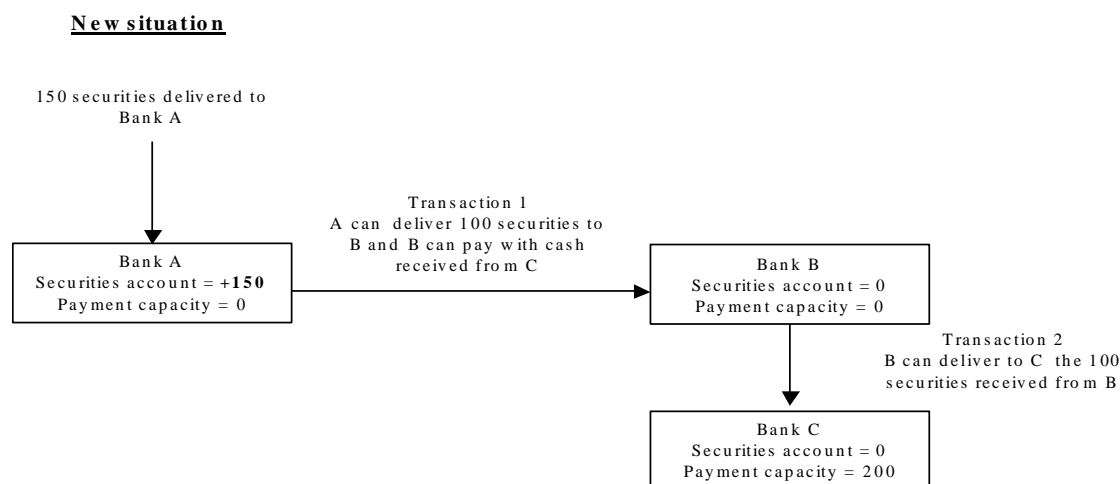 New situation
150 securities delivered to
Bank A
Transaction 1
A can deliver 100 securities to
B and B can pay with cash
received from C
Bank A
Securities account = +150
Payment capacity = 0
Bank B
Securities account = 0
Payment capacity = 0
Transaction 2
B can deliver to C the 100
securities received from B
Bank C
Securities account = 0
Payment capacity = 200